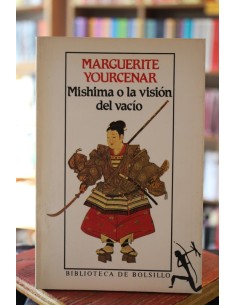 MARGUERITE
YOURCENAR
Mishima o la visión
del vacío
BIBLIOTECA DE BOLSILLO